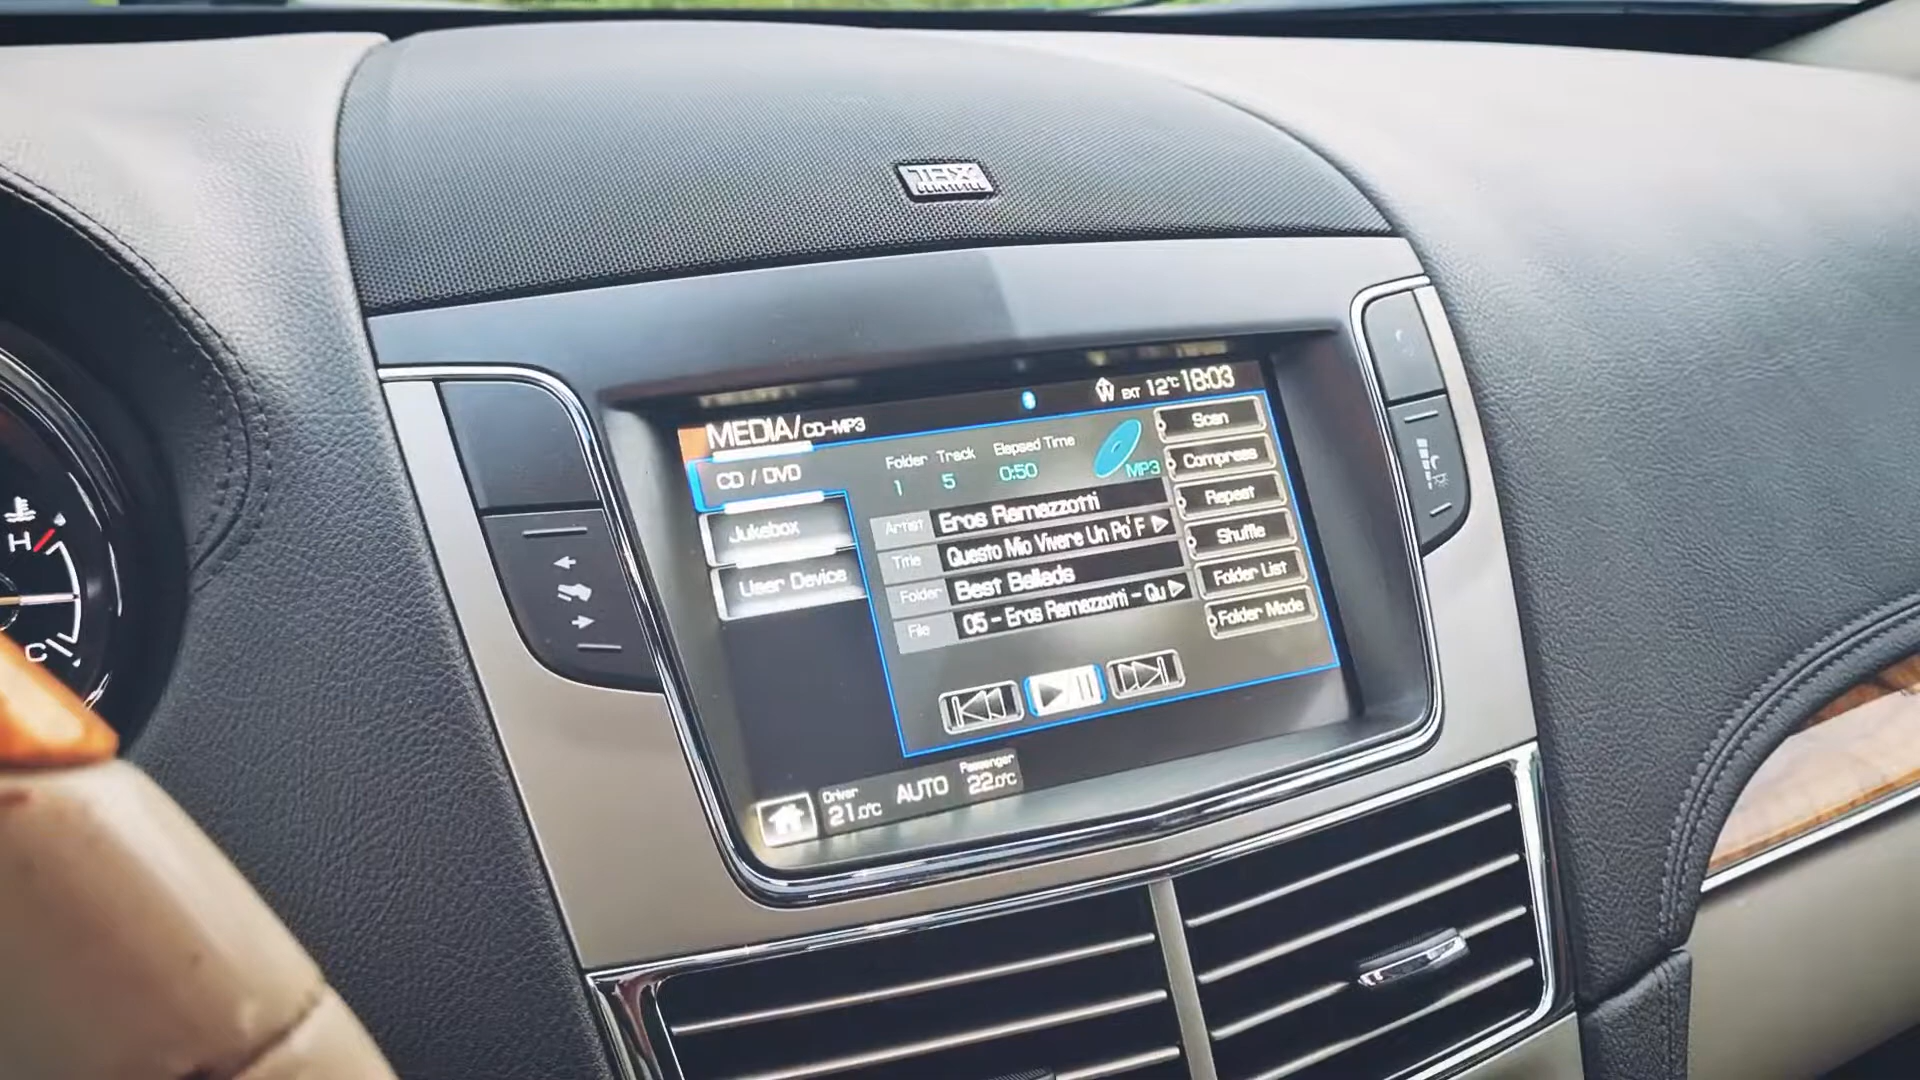 THX
MEDIA/CD-MP3
W EXT 12°C 18:03
CD / DVD
Jukebox
User Device
Folder Track Elapsed Time
1 5 0:50
MP3
Artist Eros Ramazzotti
Title Questo Mio Vivere Un Po' F
Folder Best Ballads
File 05 - Eros Ramazzotti - Qu
Scan
Compress
Repeat
Shuffle
Folder List
Folder Mode
Driver
21.0°C
AUTO
Passenger
22.0°C
H
C